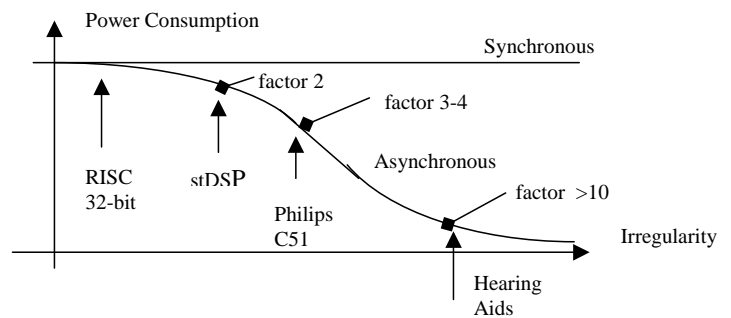 Power Consumption
Synchronous
factor 2
factor 3-4
RISC
32-bit
stDSP
Asynchronous
Philips
C51
factor >10
Irregularity
Hearing
Aids